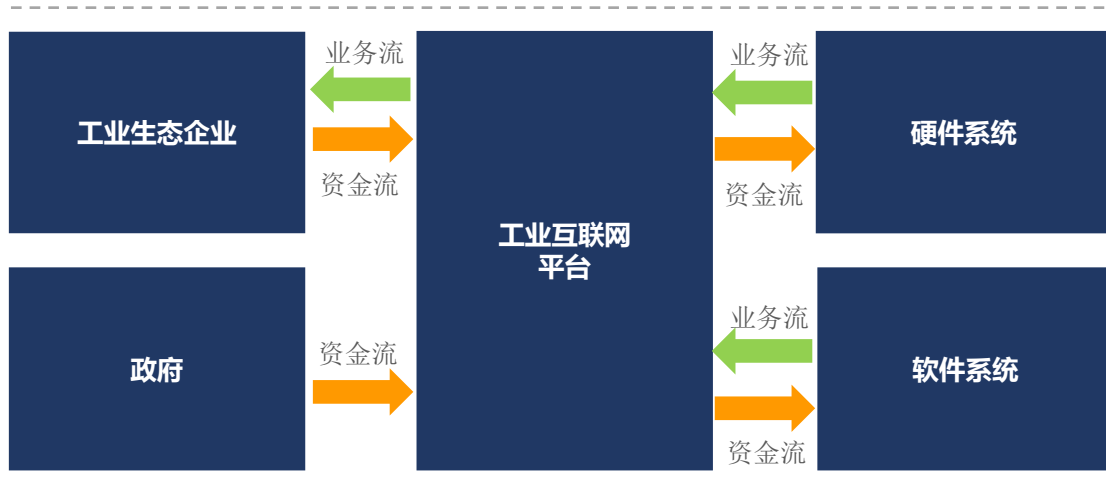 业务流
工业生态企业
资金流
业务流
硬件系统
资金流
工业互联网
平台
政府
资金流
业务流
软件系统
资金流